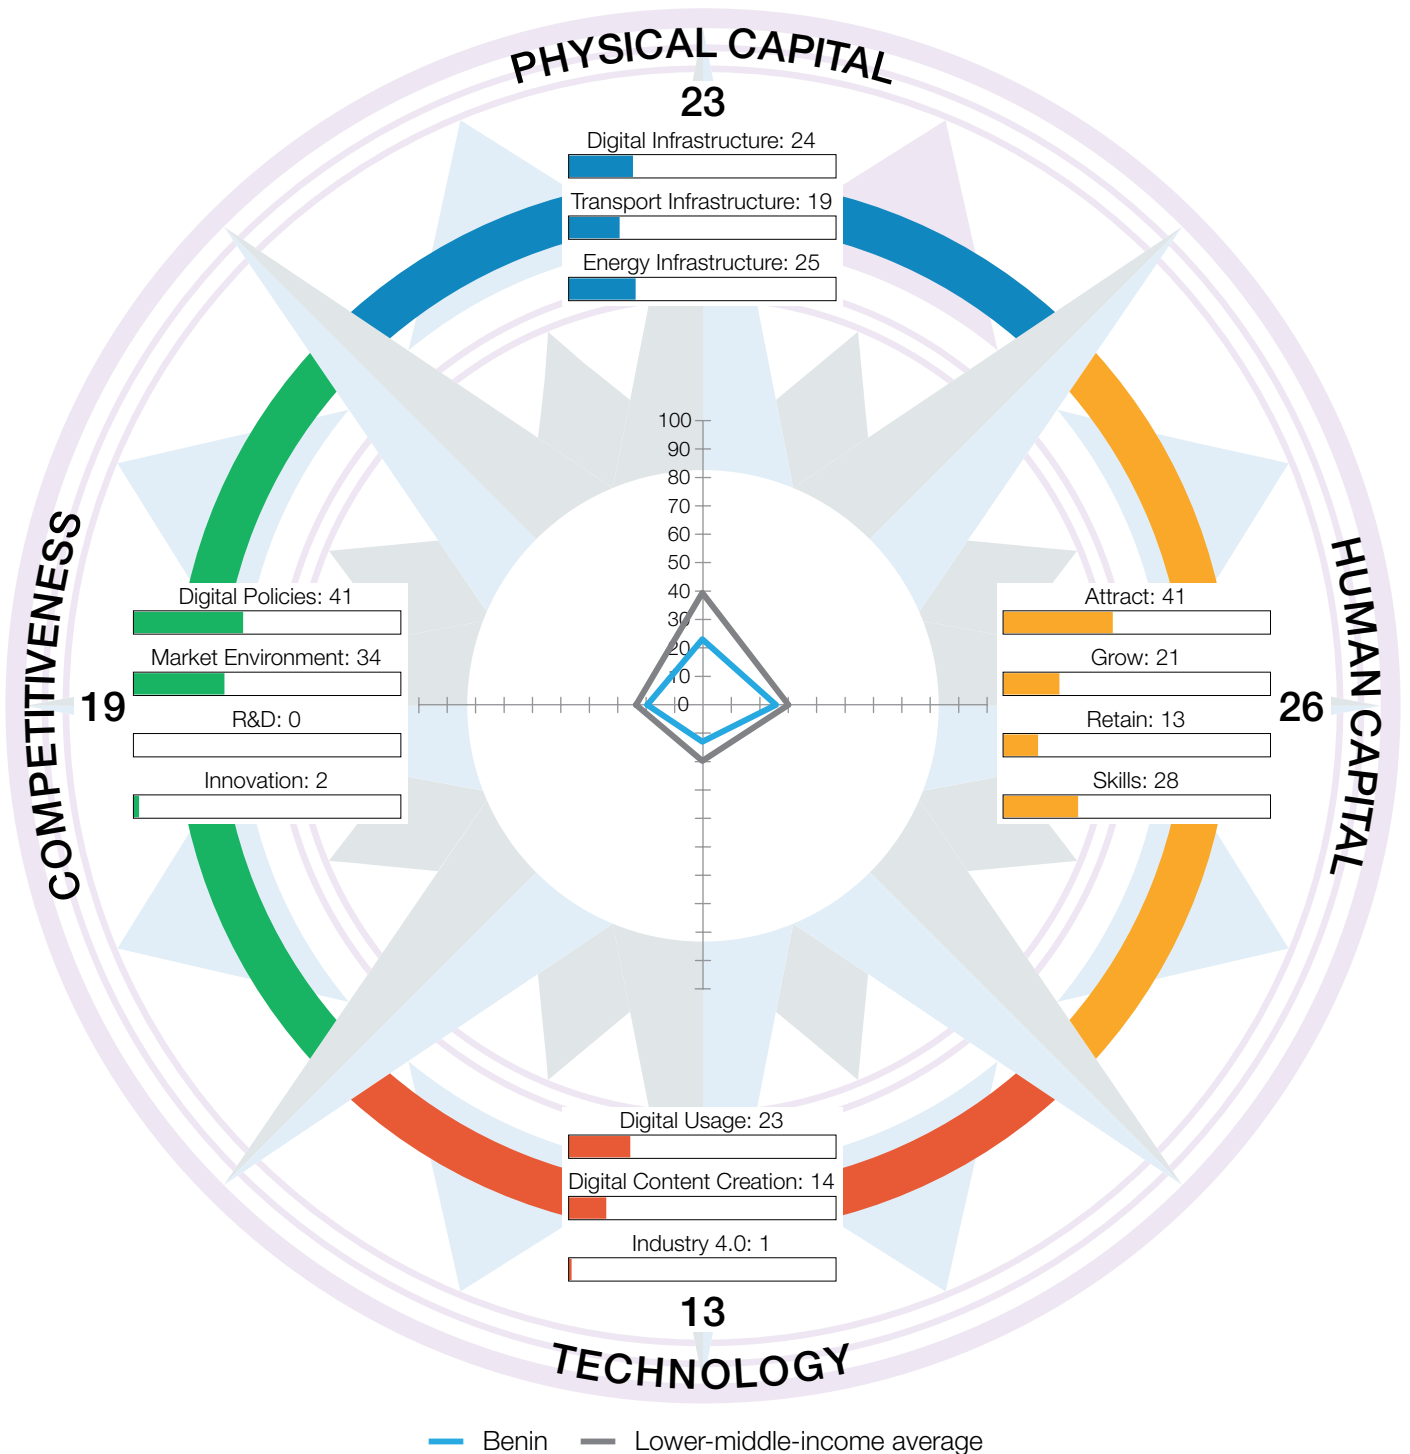 PHYSICAL CAPITAL
23
Digital Infrastructure: 24
Transport Infrastructure: 19
Energy Infrastructure: 25
COMPETITIVENESS
19
Digital Policies: 41
Market Environment: 34
R&D: 0
Innovation: 2
100
90
80
70
60
50
40
30
20
10
0
Attract: 41
Grow: 21
Retain: 13
Skills: 28
26
HUMAN CAPITAL
Digital Usage: 23
Digital Content Creation: 14
Industry 4.0: 1
13
TECHNOLOGY
Benin
Lower-middle-income average